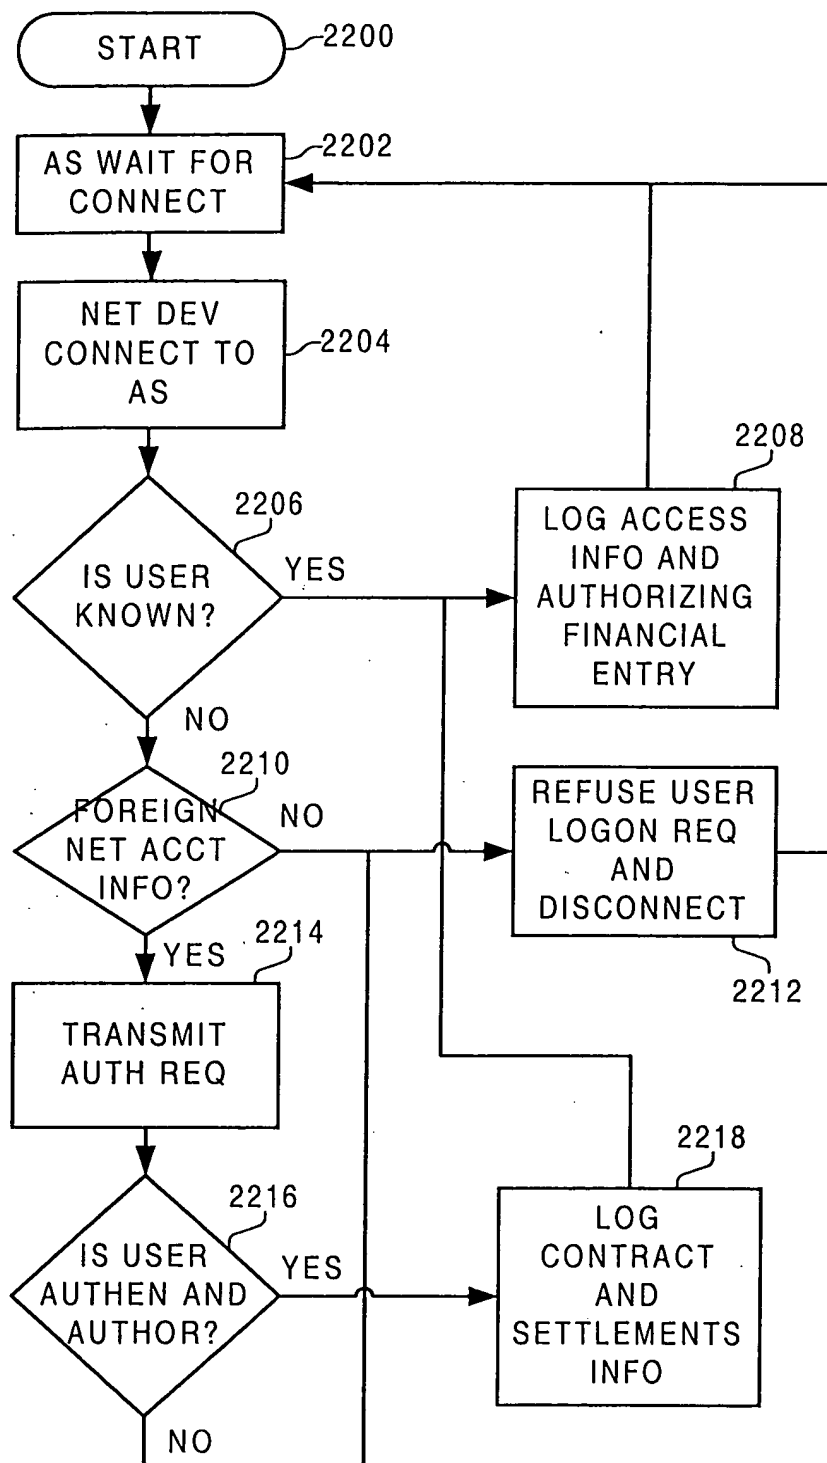 START
2200
AS WAIT FOR
CONNECT
2202
NET DEV
CONNECT TO
AS
2204
2206
IS USER
KNOWN?
YES
NO
2208
LOG ACCESS
INFO AND
AUTHORIZING
FINANCIAL
ENTRY
2210
FOREIGN
NET ACCT
INFO?
NO
YES
REFUSE USER
LOGON REQ
AND
DISCONNECT
2212
2214
TRANSMIT
AUTH REQ
2216
IS USER
AUTHEN AND
AUTHOR?
YES
NO
2218
LOG
CONTRACT
AND
SETTLEMENTS
INFO